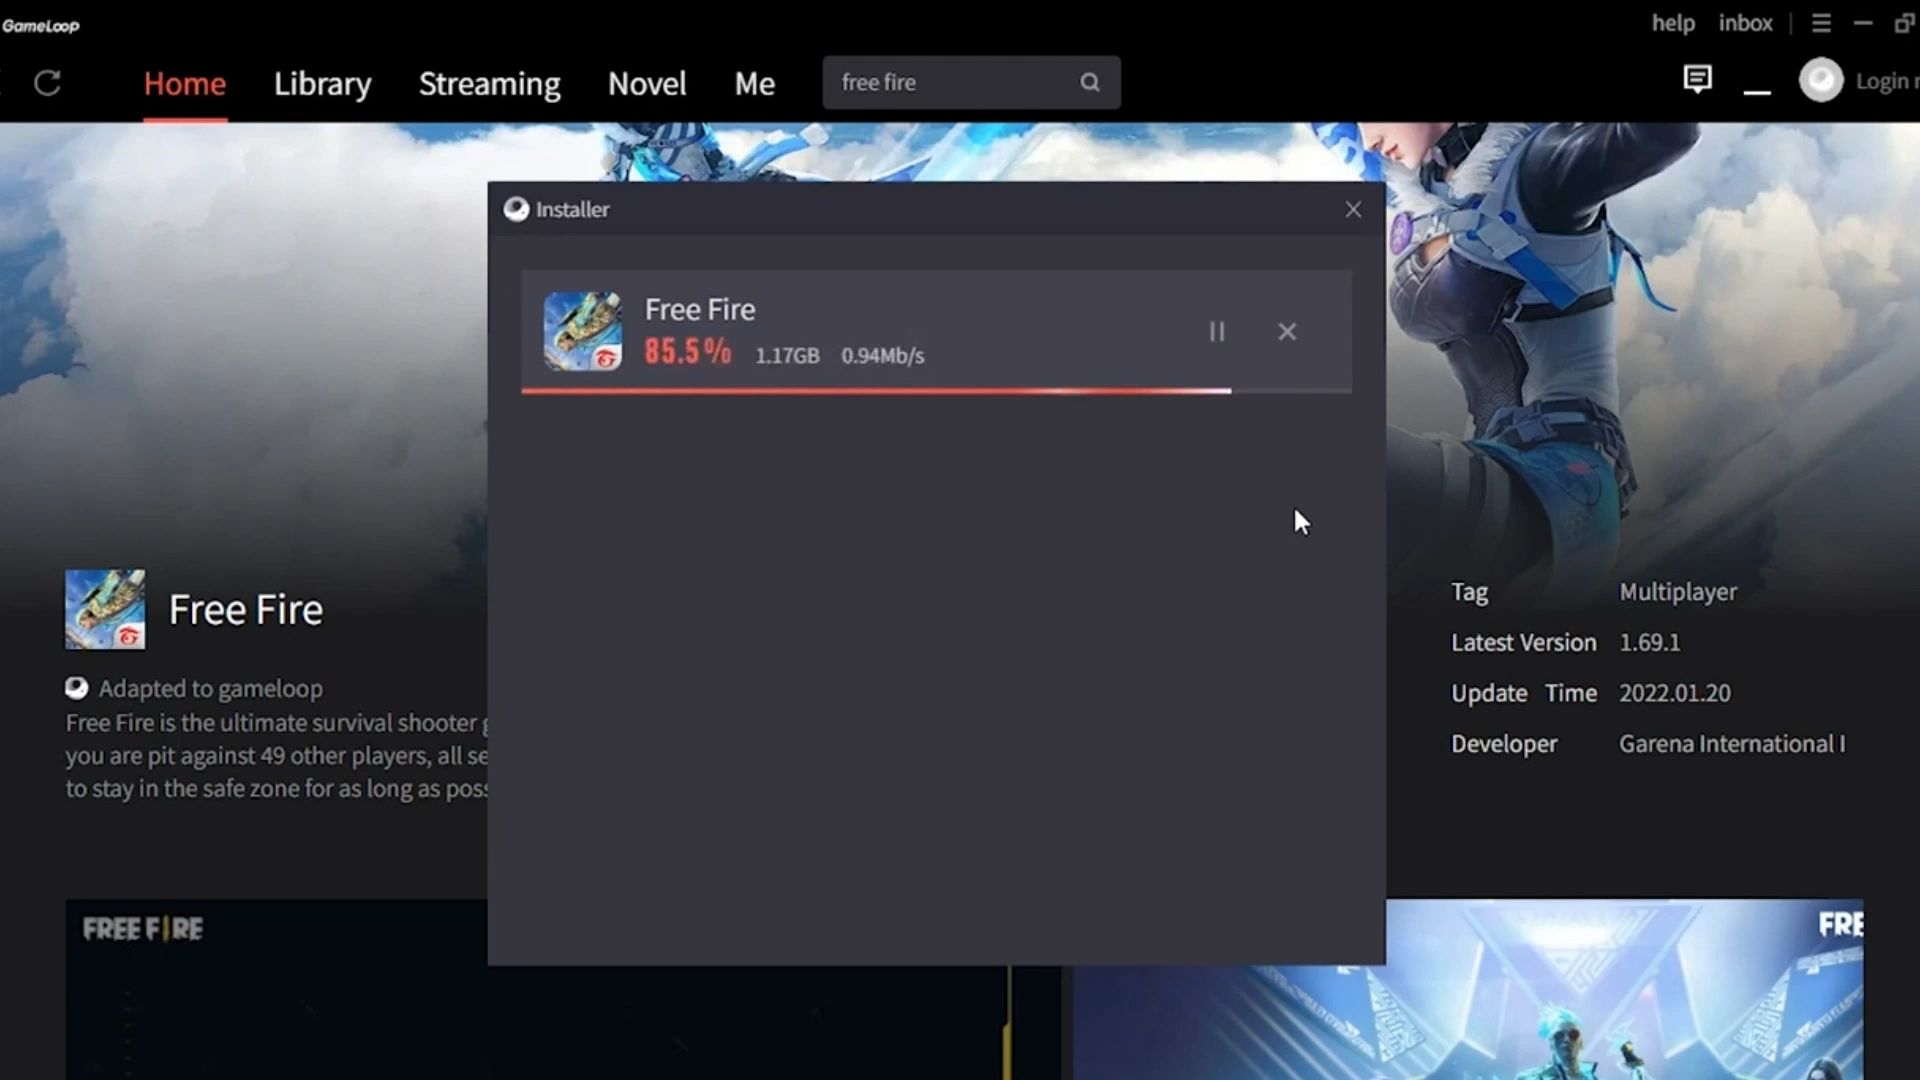 GameLoop
help inbox
Home Library Streaming Novel Me free fire
Login
Installer
Free Fire
85.5% 1.17GB 0.94Mb/s
Free Fire
Adapted to gameloop
Free Fire is the ultimate survival shooter
you are pit against 49 other players, all
to stay in the safe zone for as long as
Tag Multiplayer
Latest Version 1.69.1
Update Time 2022.01.20
Developer Garena International I
FREE FIRE
FRE